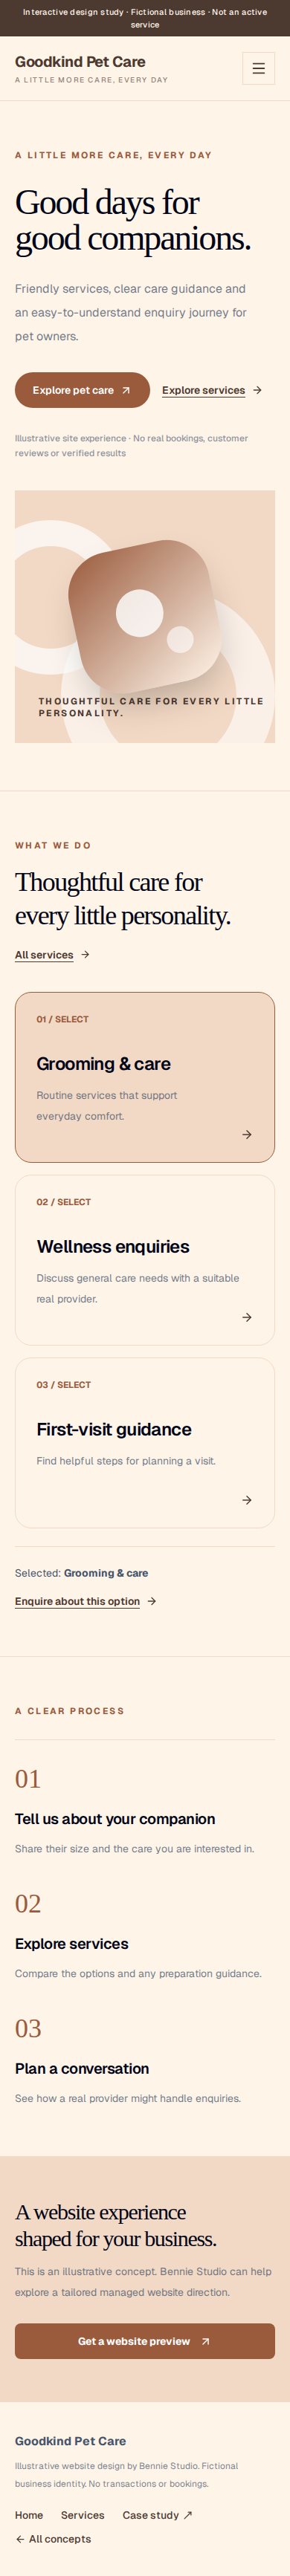 Interactive design study · Fictional business · Not an active
service
Goodkind Pet Care
A LITTLE MORE CARE, EVERY DAY
A LITTLE MORE CARE, EVERY DAY
Good days for
good companions.
Friendly services, clear care guidance and
an easy-to-understand enquiry journey for
pet owners.
Explore pet care ↗ Explore services →
Illustrative site experience · No real bookings, customer
reviews or verified results
THOUGHTFUL CARE FOR EVERY LITTLE
PERSONALITY.
WHAT WE DO
Thoughtful care for
every little personality.
All services →
01 / SELECT
Grooming & care
Routine services that support
everyday comfort.
→
02 / SELECT
Wellness enquiries
Discuss general care needs with a suitable
real provider.
→
03 / SELECT
First-visit guidance
Find helpful steps for planning a visit.
→
Selected: Grooming & care
Enquire about this option →
A CLEAR PROCESS
01
Tell us about your companion
Share their size and the care you are interested in.
02
Explore services
Compare the options and any preparation guidance.
03
Plan a conversation
See how a real provider might handle enquiries.
A website experience
shaped for your business.
This is an illustrative concept. Bennie Studio can help
explore a tailored managed website direction.
Get a website preview ↗
Goodkind Pet Care
Illustrative website design by Bennie Studio. Fictional
business identity. No transactions or bookings.
Home Services Case study ↗
← All concepts